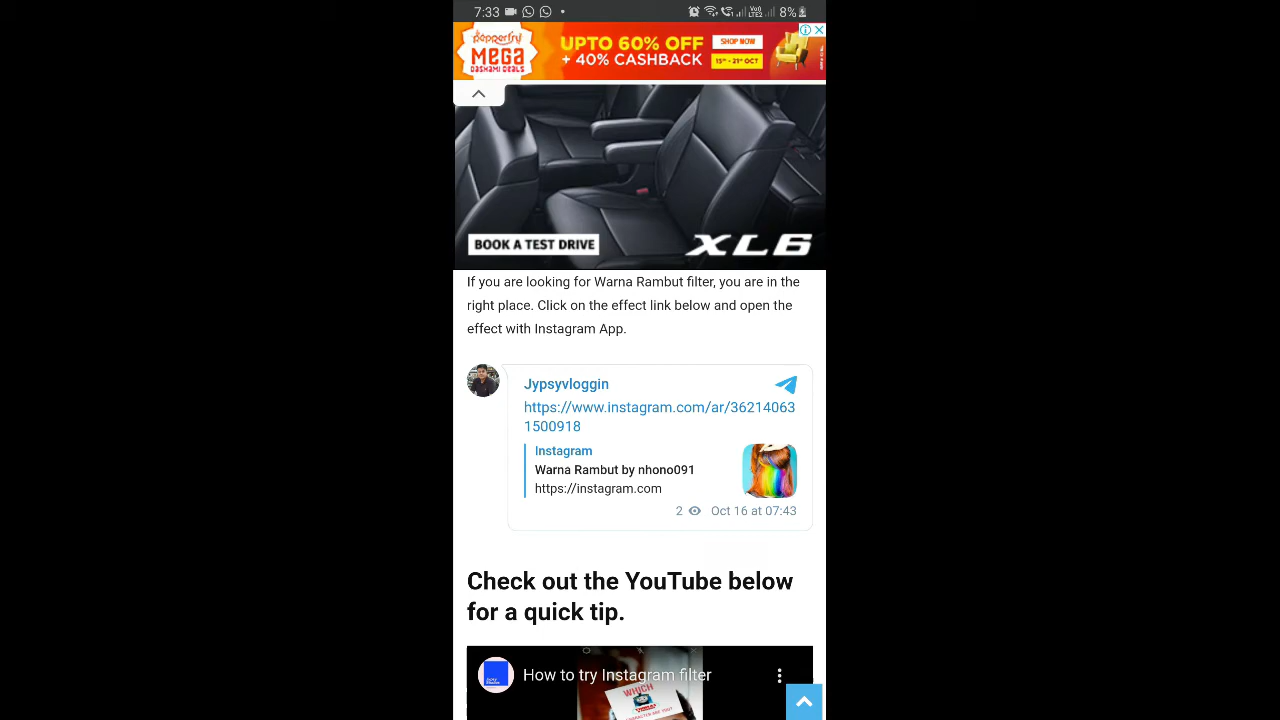 7:33
Vo))
LTE2
8%
pepperfry
MEGA
DASHAMI DEALS
UPTO 60% OFF
+ 40% CASHBACK
SHOP NOW
15TH - 21ST OCT
BOOK A TEST DRIVE
XL6
If you are looking for Warna Rambut filter, you are in the
right place. Click on the effect link below and open the
effect with Instagram App.
Jypsyvloggin
https://www.instagram.com/ar/36214063
1500918
Instagram
Warna Rambut by nhono091
https://instagram.com
2 Oct 16 at 07:43
Check out the YouTube below
for a quick tip.
How to try Instagram filter
WHICH